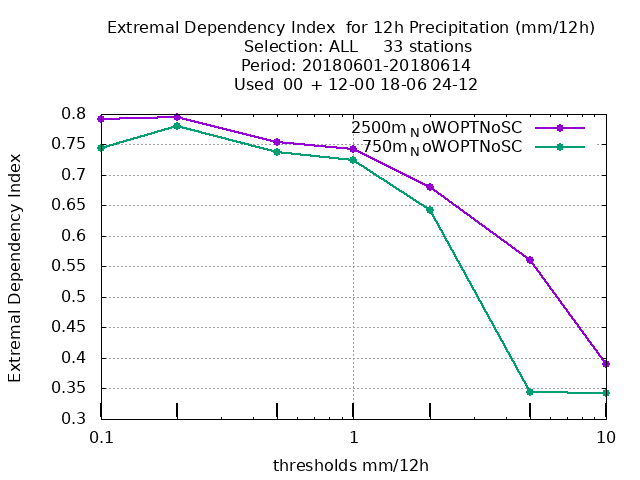 Extremal Dependency Index  for 12h Precipitation (mm/12h)
Selection: ALL     33 stations
Period: 20180601-20180614
Used  00  + 12-00 18-06 24-12
2500m_NoWOPTNoSC
750m_NoWOPTNoSC
Extremal Dependency Index
0.8
0.75
0.7
0.65
0.6
0.55
0.5
0.45
0.4
0.35
0.3
0.1
1
10
thresholds mm/12h